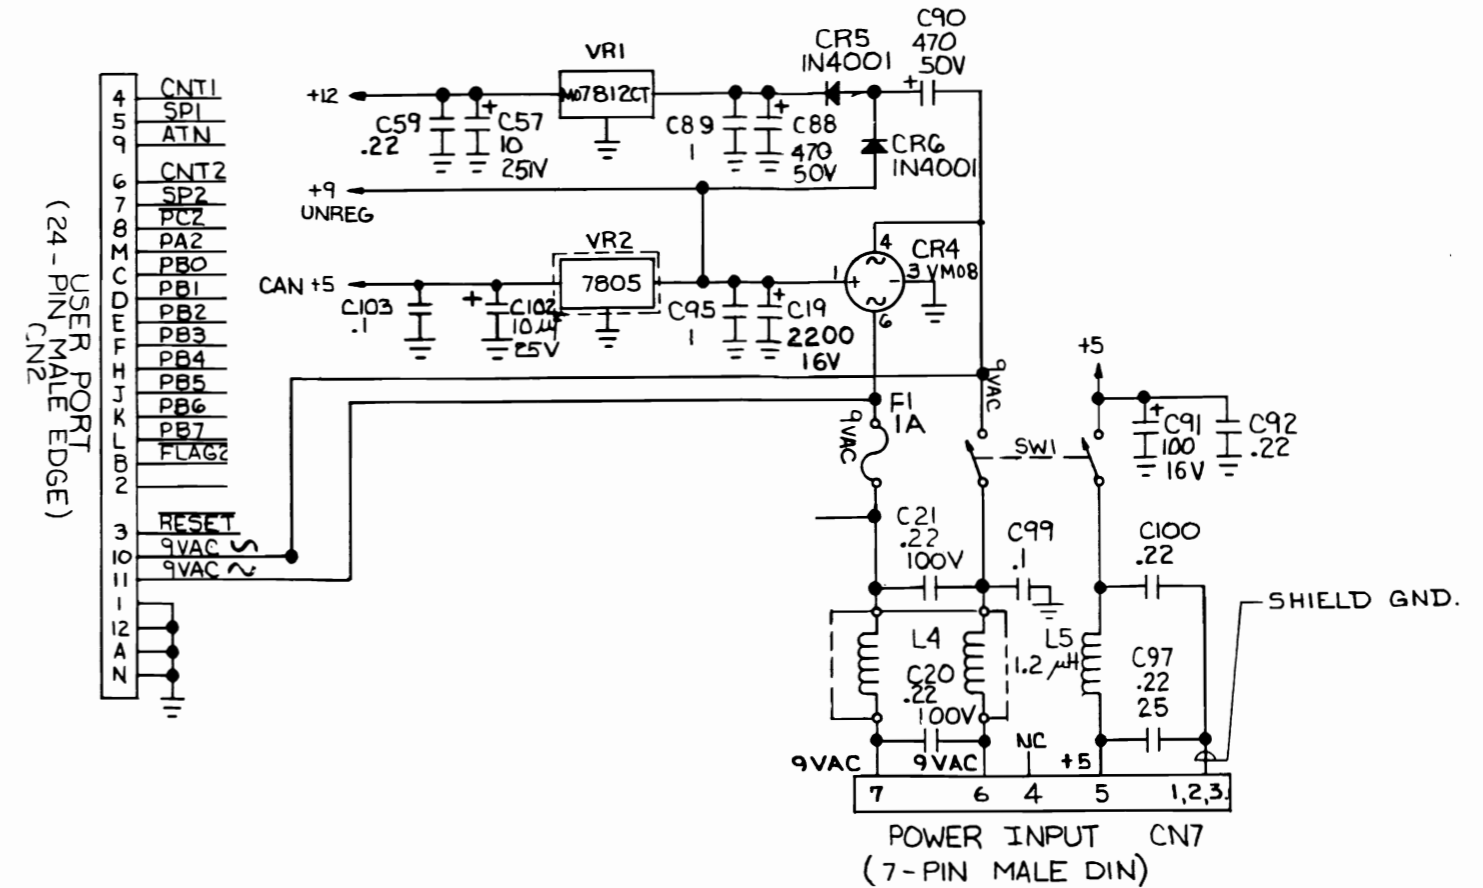 C90
470
50V
CR5
1N4001
VR1
M07812CT
+12
C59
.22
C57
10
251V
C89
1
C88
470
50V
CR6
1N4001
+9
UNREG
VR2
7805
CAN +5
C103
.1
C102
10µ
25V
C95
1
C19
2200
16V
CR4
VM08
4
1
3
6
4 CNT1
5 SP1
9 ATN
6 CNT2
7 SP2
8 PC2
M PA2
C PB0
D PB1
E PB2
F PB3
H PB4
J PB5
K PB6
L PB7
B FLAG2
2
3 RESET
10 9VAC
11 9VAC
1
12
A
N
USER PORT
(24-PIN MALE EDGE)
CN2
F1
1A
9VAC
9VAC
+5
SW1
C91
100
16V
C92
.22
C21
.22
100V
C99
.1
C100
.22
SHIELD GND.
L4
C20
.22
100V
L5
1.2 µH
C97
.22
25
9VAC
9VAC
NC
+5
7 6 4 5 1,2,3
POWER INPUT CN7
(7-PIN MALE DIN)